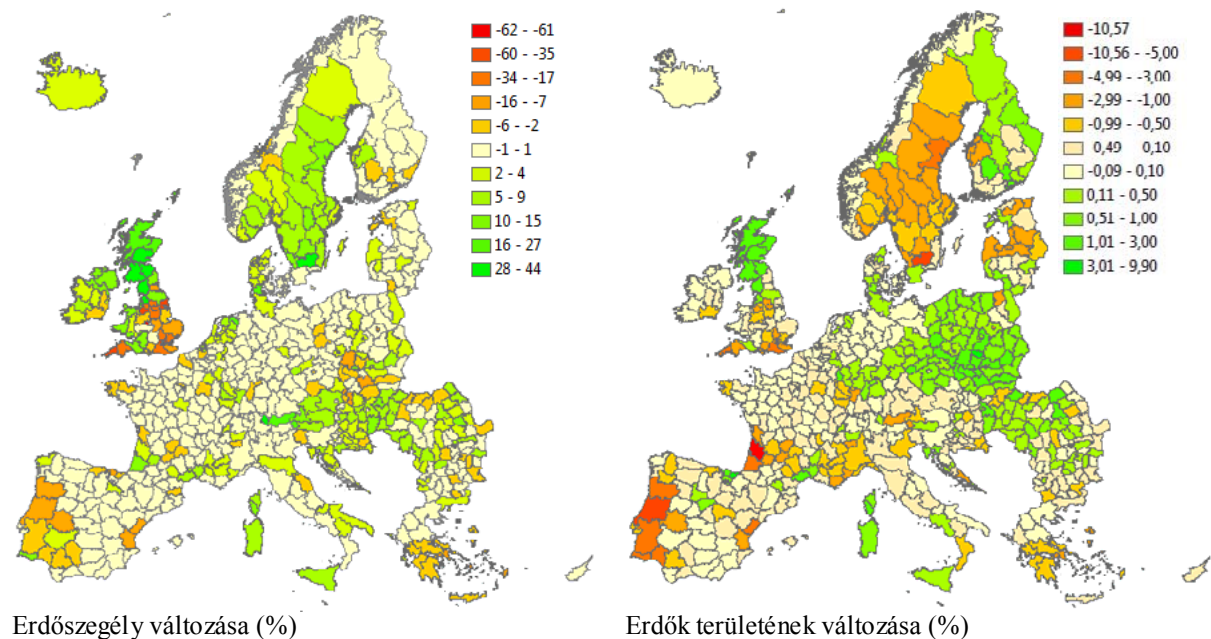 -62 - -61
-60 - -35
-34 - -17
-16 - -7
-6 - -2
-1 - 1
2 - 4
5 - 9
10 - 15
16 - 27
28 - 44
-10,57
-10,56 - -5,00
-4,99 - -3,00
-2,99 - -1,00
-0,99 - -0,50
0,49 0,10
-0,09 - 0,10
0,11 - 0,50
0,51 - 1,00
1,01 - 3,00
3,01 - 9,90
Erdőszegély változása (%)
Erdők területének változása (%)